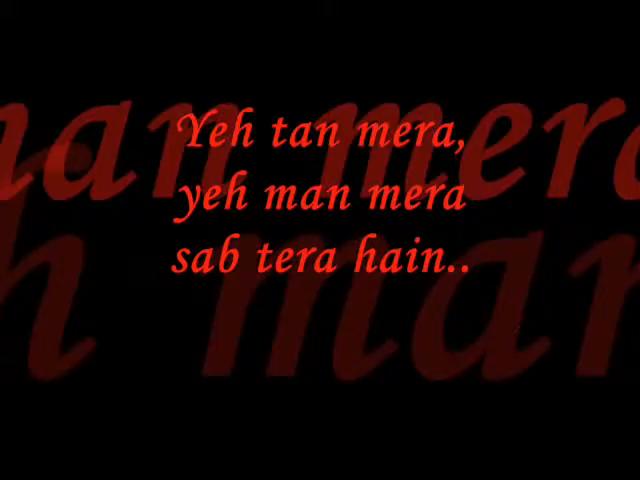 Yeh tan mera,
yeh man mera
sab tera hain..